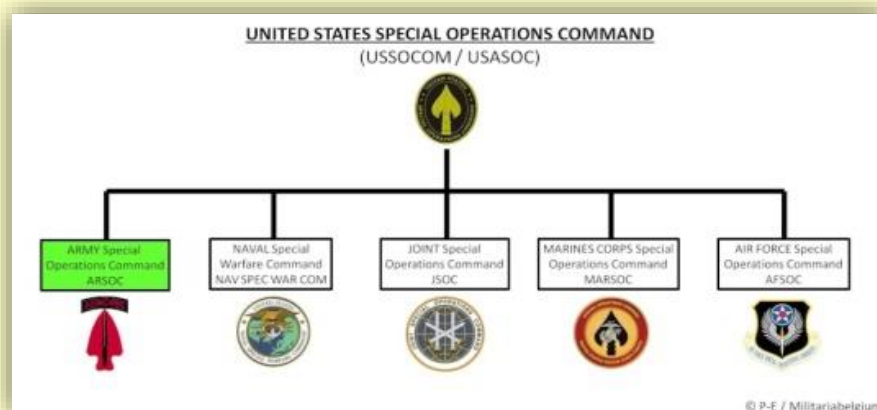 UNITED STATES SPECIAL OPERATIONS COMMAND
(USSOCOM / USASOC)
ARMY Special
Operations Command
ARSOC
NAVAL Special
Warfare Command
NAV SPEC WAR COM
JOINT Special
Operations Command
JSOC
MARINES CORPS Special
Operations Command
MARSOC
AIR FORCE Special
Operations Command
AFSOC
AIRBORNE
© P-E / Militariabelgium